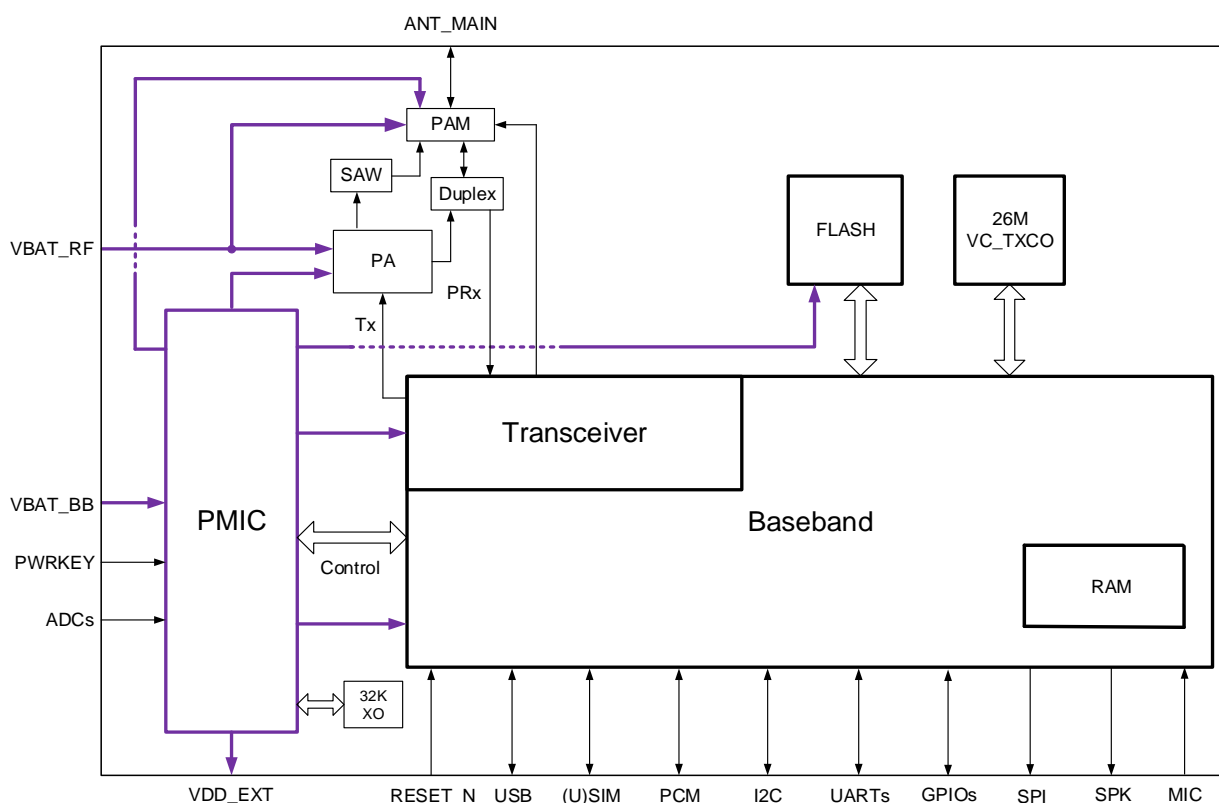 ANT_MAIN
PAM
SAW
Duplex
FLASH
26M
VC_TXCO
VBAT_RF
PA
PRx
Tx
Transceiver
VBAT_BB
PMIC
Baseband
PWRKEY
Control
RAM
ADCs
32K
XO
VDD_EXT
RESET_N
USB
(U)SIM
PCM
I2C
UARTs
GPIOs
SPI
SPK
MIC